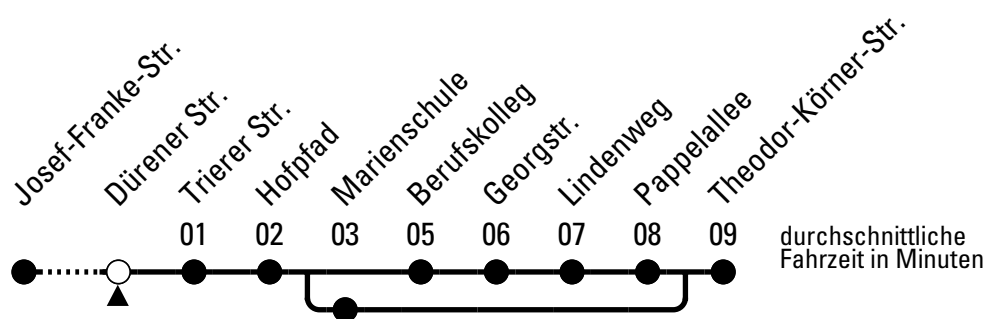 Josef-Franke-Str.
Dürener Str.
Trierer Str.
Hofpfad
Marienschule
Berufskolleg
Georgstr.
Lindenweg
Pappelallee
Theodor-Körner-Str.
01 02 03 05 06 07 08 09
durchschnittliche
Fahrzeit in Minuten